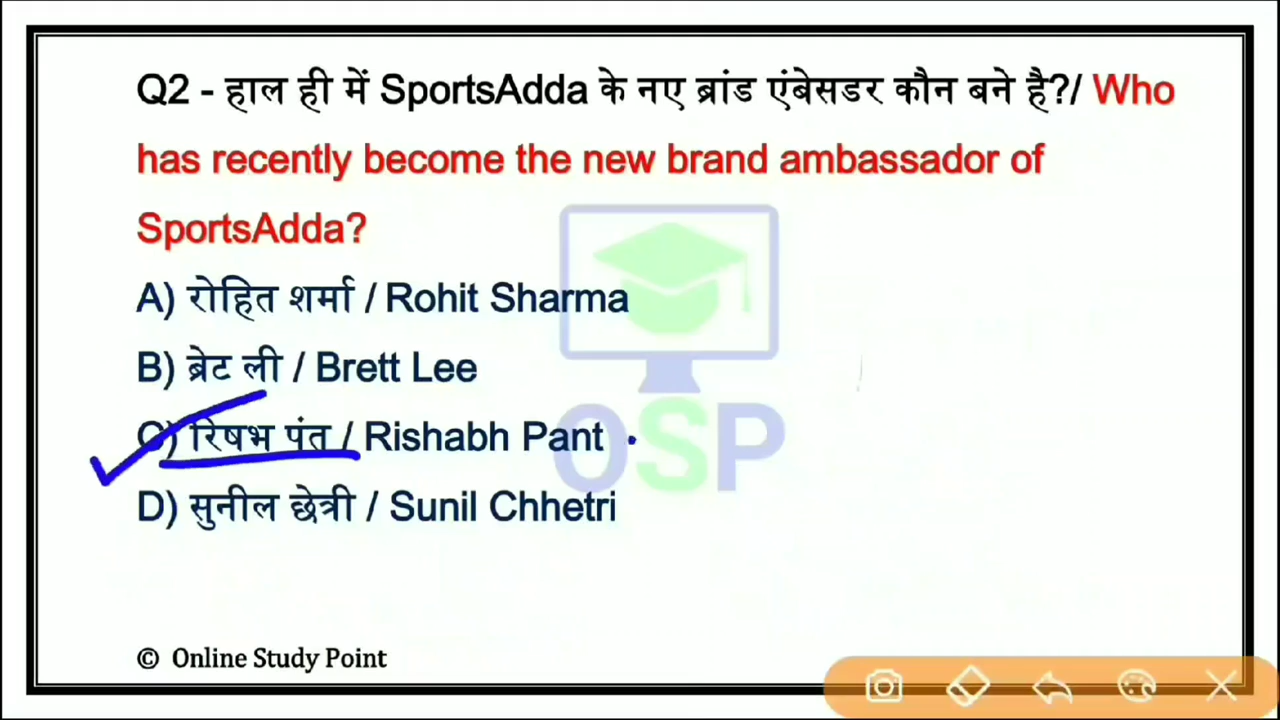 Q2 - हाल ही में SportsAdda के नए ब्रांड एंबेसडर कौन बने है?/ Who
has recently become the new brand ambassador of
SportsAdda?
A) रोहित शर्मा / Rohit Sharma
B) ब्रेट ली / Brett Lee
C) रिषभ पंत / Rishabh Pant
D) सुनील छेत्री / Sunil Chhetri
OSP
© Online Study Point